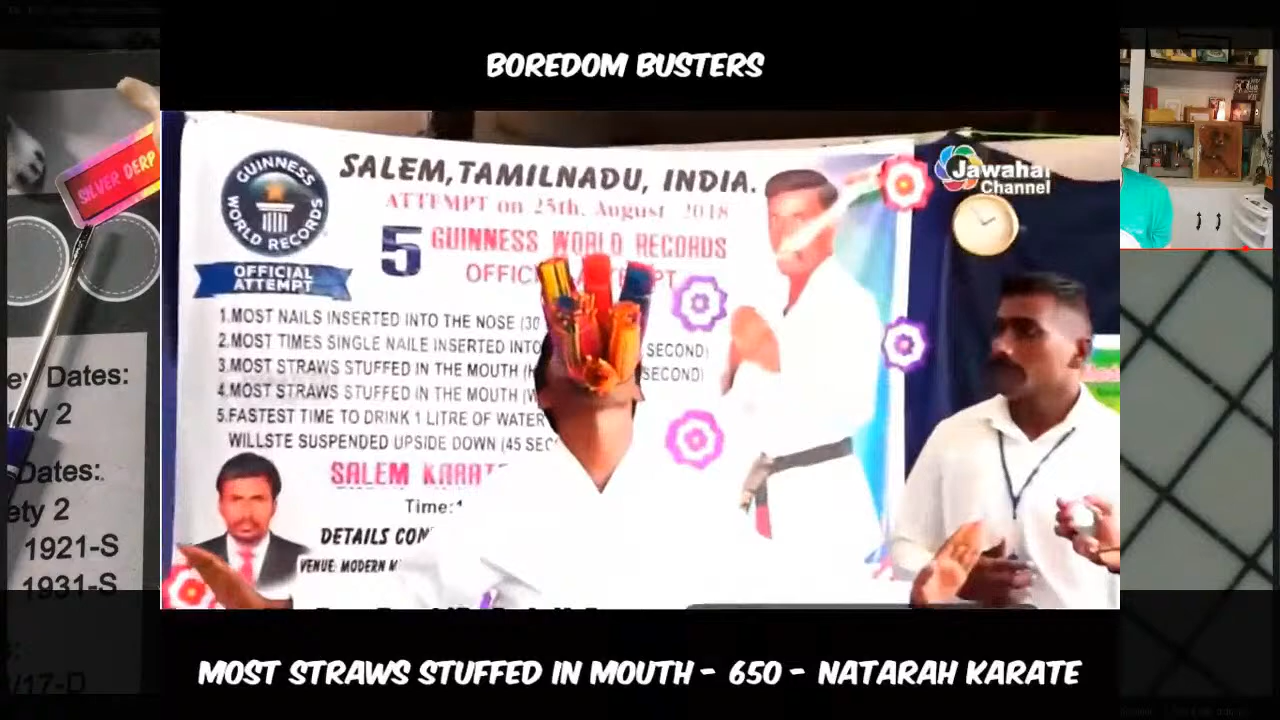 BOREDOM BUSTERS
SILVER DERP
GUINNESS
WORLD RECORDS
OFFICIAL
ATTEMPT
SALEM, TAMILNADU, INDIA.
ATTEMPT on 25th, August 2018
5 GUINNESS WORLD RECORDS
1.MOST NAILS INSERTED INTO THE NOSE (30
2.MOST TIMES SINGLE NAILE INSERTED INTO SECOND)
3.MOST STRAWS STUFFED IN THE MOUTH (H SECOND)
4.MOST STRAWS STUFFED IN THE MOUTH (W
5.FASTEST TIME TO DRINK 1 LITRE OF WATER
WILLSTE SUSPENDED UPSIDE DOWN (45 SEC
SALEM KARATE
Time:
DETAILS CON
VENUE: MODERN
Jawahar
Channel
Dates:
ty 2
Dates:
ety 2
1921-S
1931-S
/17-D
MOST STRAWS STUFFED IN MOUTH - 650 - NATARAH KARATE